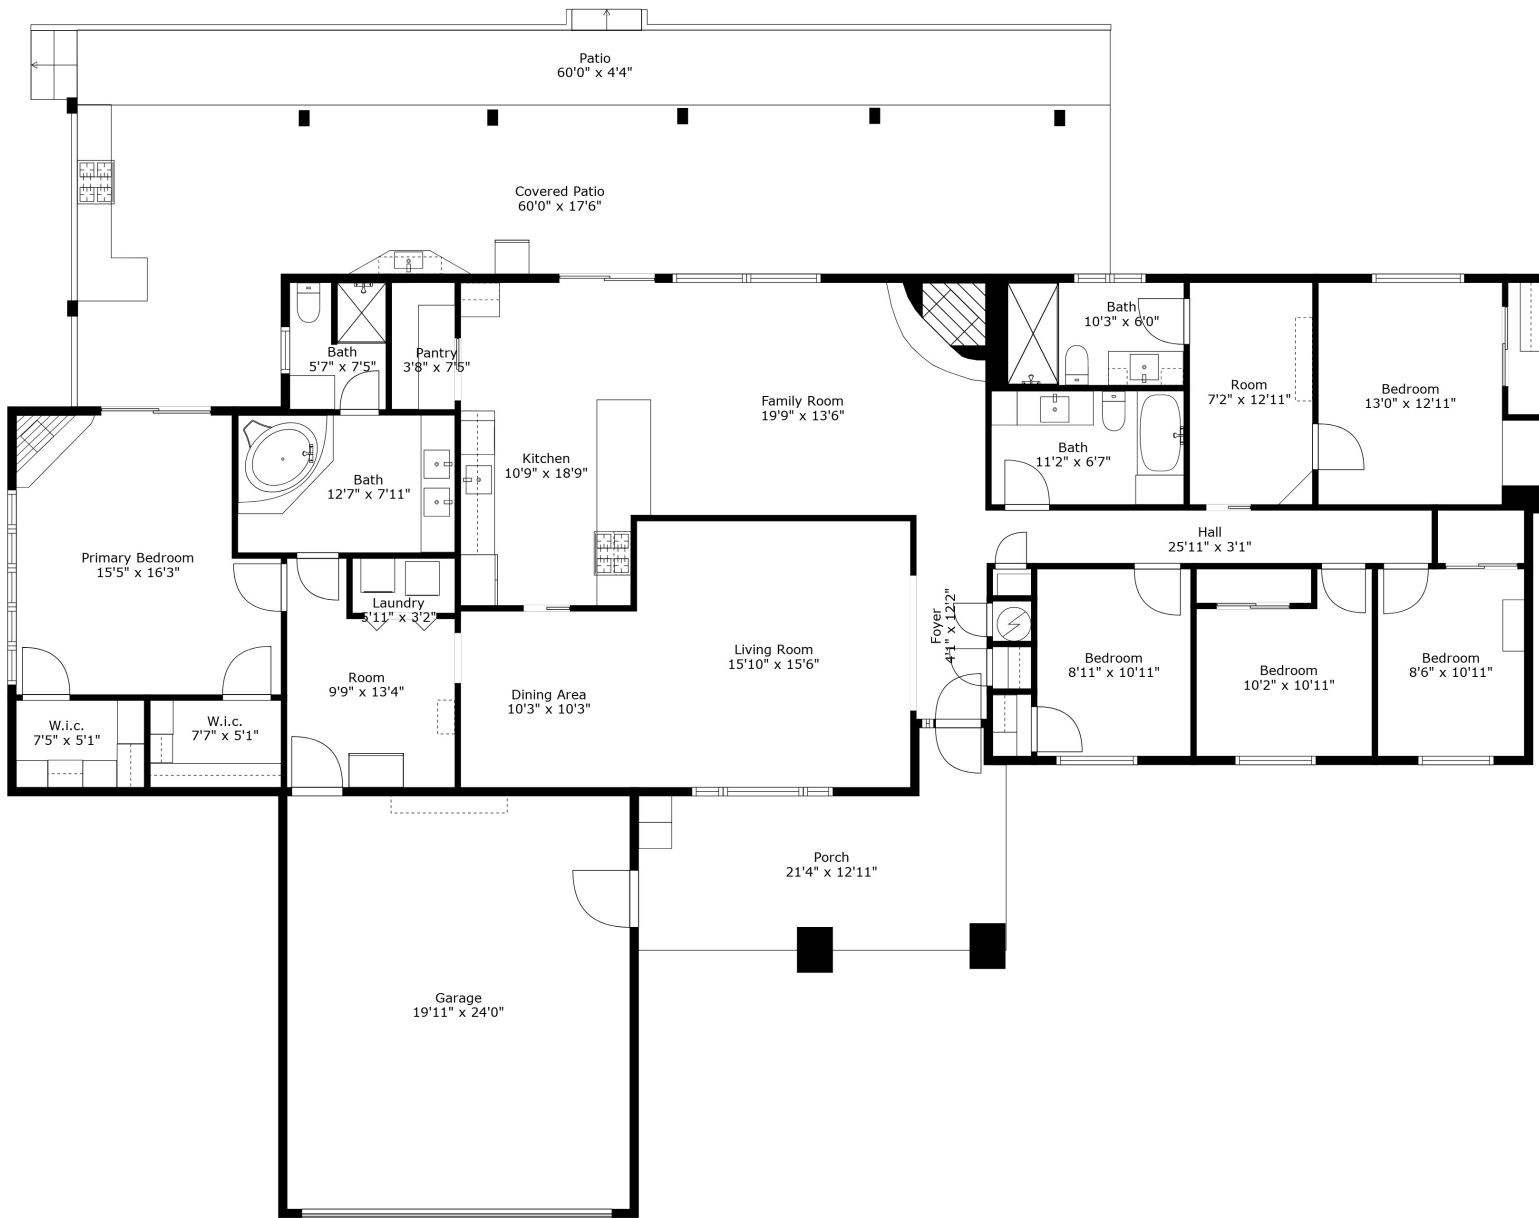 Patio
60'0" x 4'4"
Covered Patio
60'0" x 17'6"
Bath
5'7" x 7'5"
Pantry
3'8" x 7'5"
Family Room
19'9" x 13'6"
Bath
10'3" x 6'0"
Room
7'2" x 12'11"
Bedroom
13'0" x 12'11"
Kitchen
10'9" x 18'9"
Bath
11'2" x 6'7"
Bath
12'7" x 7'11"
Primary Bedroom
15'5" x 16'3"
Hall
25'11" x 3'1"
Laundry
5'11" x 3'2"
Foyer
4'1" x 12'2"
Living Room
15'10" x 15'6"
Bedroom
8'11" x 10'11"
Bedroom
10'2" x 10'11"
Bedroom
8'6" x 10'11"
Room
9'9" x 13'4"
Dining Area
10'3" x 10'3"
W.i.c.
7'5" x 5'1"
W.i.c.
7'7" x 5'1"
Porch
21'4" x 12'11"
Garage
19'11" x 24'0"